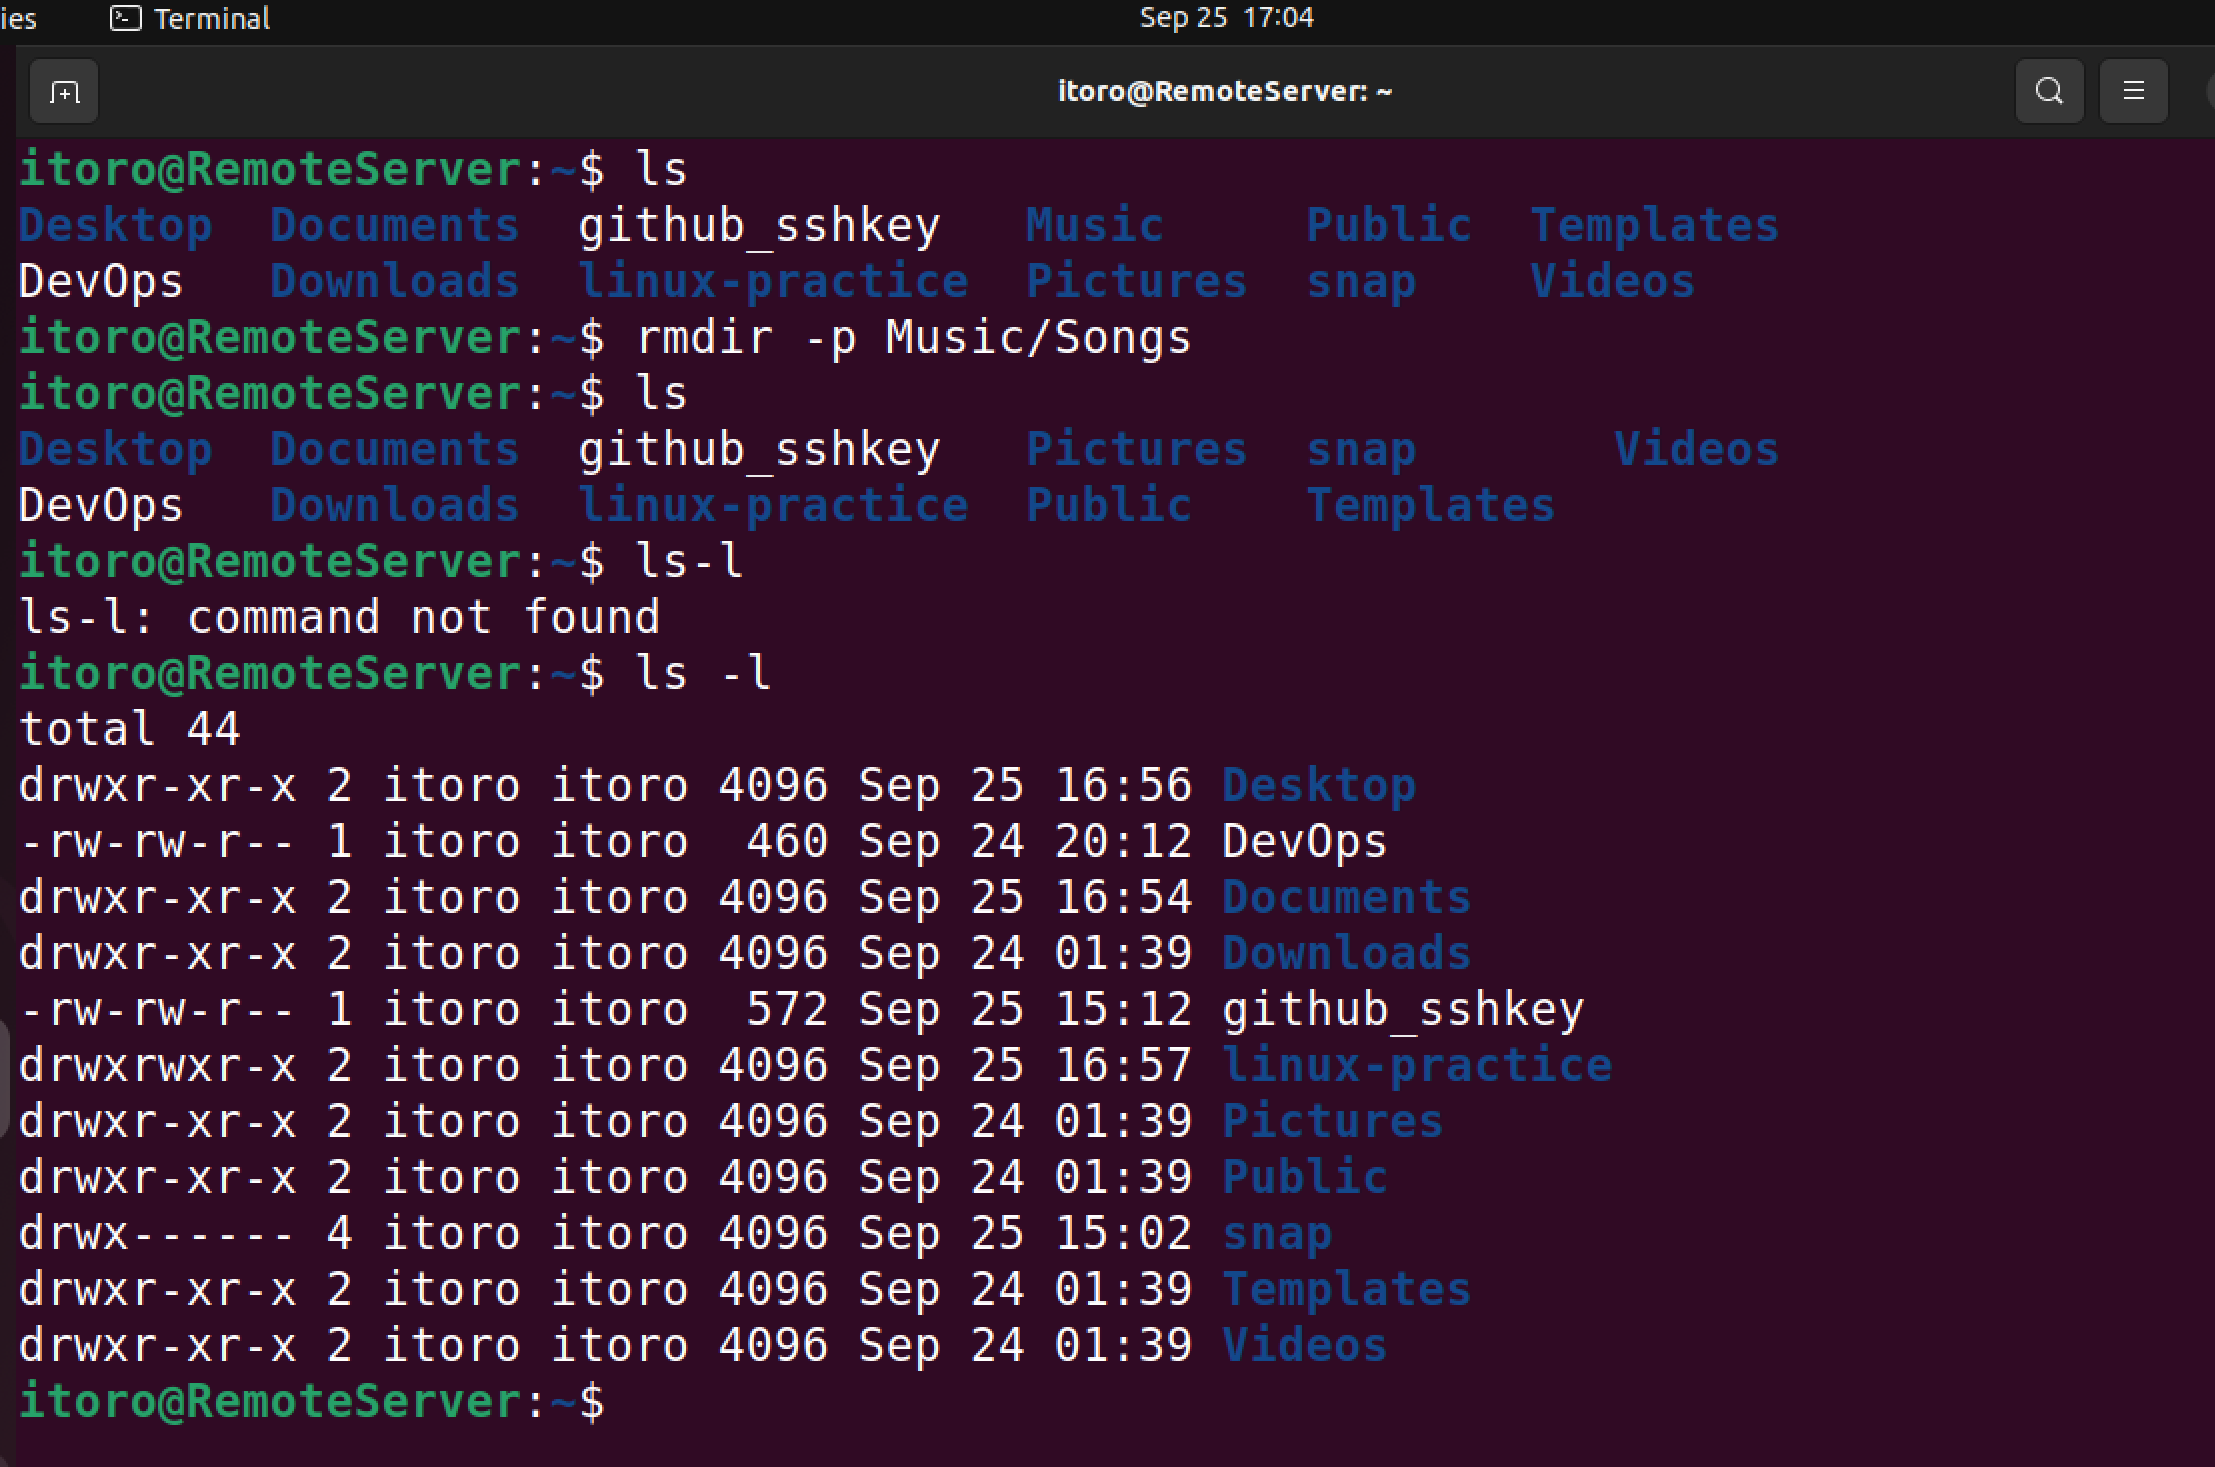 ies Terminal Sep 25 17:04
itoro@RemoteServer: ~
itoro@RemoteServer:~$ ls
Desktop Documents github_sshkey Music Public Templates
DevOps Downloads linux-practice Pictures snap Videos
itoro@RemoteServer:~$ rmdir -p Music/Songs
itoro@RemoteServer:~$ ls
Desktop Documents github_sshkey Pictures snap Videos
DevOps Downloads linux-practice Public Templates
itoro@RemoteServer:~$ ls-l
ls-l: command not found
itoro@RemoteServer:~$ ls -l
total 44
drwxr-xr-x 2 itoro itoro 4096 Sep 25 16:56 Desktop
-rw-rw-r-- 1 itoro itoro 460 Sep 24 20:12 DevOps
drwxr-xr-x 2 itoro itoro 4096 Sep 25 16:54 Documents
drwxr-xr-x 2 itoro itoro 4096 Sep 24 01:39 Downloads
-rw-rw-r-- 1 itoro itoro 572 Sep 25 15:12 github_sshkey
drwxrwxr-x 2 itoro itoro 4096 Sep 25 16:57 linux-practice
drwxr-xr-x 2 itoro itoro 4096 Sep 24 01:39 Pictures
drwxr-xr-x 2 itoro itoro 4096 Sep 24 01:39 Public
drwx------ 4 itoro itoro 4096 Sep 25 15:02 snap
drwxr-xr-x 2 itoro itoro 4096 Sep 24 01:39 Templates
drwxr-xr-x 2 itoro itoro 4096 Sep 24 01:39 Videos
itoro@RemoteServer:~$